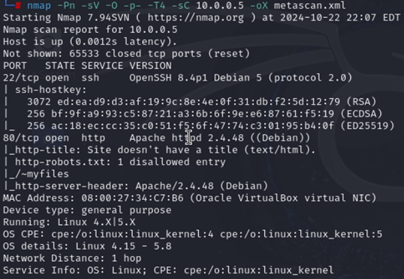 nmap -Pn -sV -O -p- -T4 -sC 10.0.0.5 -oX metascan.xml
Starting Nmap 7.94SVN ( https://nmap.org ) at 2024-10-22 22:07 EDT
Nmap scan report for 10.0.0.5
Host is up (0.0012s latency).
Not shown: 65533 closed tcp ports (reset)
PORT STATE SERVICE VERSION
22/tcp open ssh OpenSSH 8.4p1 Debian 5 (protocol 2.0)
| ssh-hostkey:
| 3072 ed:ea:d9:d3:af:19:9c:8e:4e:0f:31:db:f2:5d:12:79 (RSA)
| 256 bf:9f:a9:93:c5:87:21:a3:6b:6f:9e:e6:87:61:f5:19 (ECDSA)
|_ 256 ac:18:ec:cc:35:c0:51:f5:6f:47:74:c3:01:95:b4:0f (ED25519)
80/tcp open http Apache httpd 2.4.48 ((Debian))
|_http-title: Site doesn't have a title (text/html).
| http-robots.txt: 1 disallowed entry
|_/~myfiles
|_http-server-header: Apache/2.4.48 (Debian)
MAC Address: 08:00:27:34:C7:B6 (Oracle VirtualBox virtual NIC)
Device type: general purpose
Running: Linux 4.X|5.X
OS CPE: cpe:/o:linux:linux_kernel:4 cpe:/o:linux:linux_kernel:5
OS details: Linux 4.15 - 5.8
Network Distance: 1 hop
Service Info: OS: Linux; CPE: cpe:/o:linux:linux_kernel